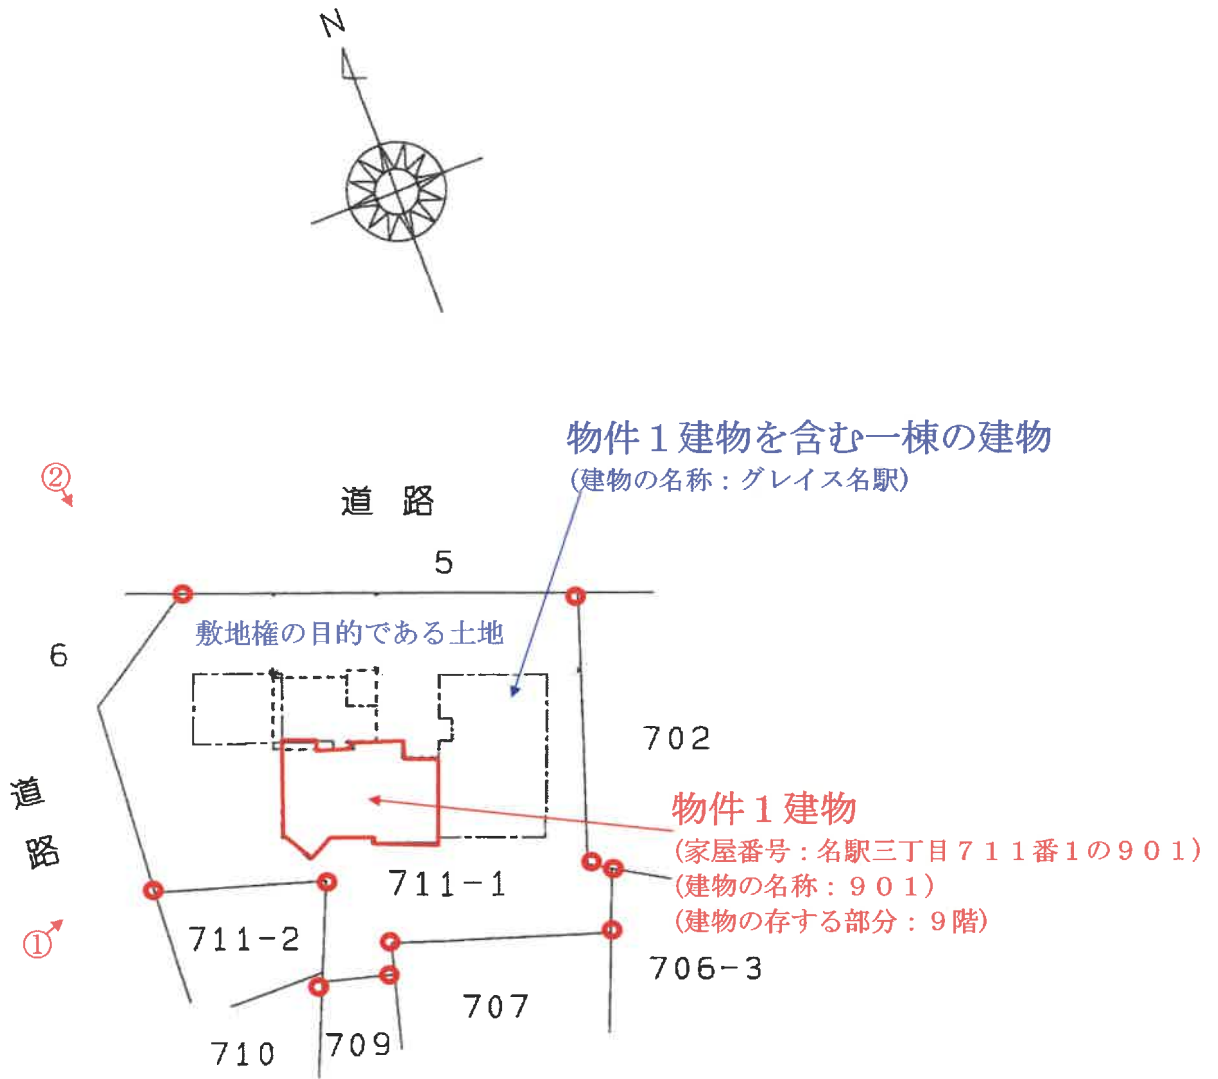 N
物件１建物を含む一棟の建物
(建物の名称：グレイス名駅)
②
道 路
5
敷地権の目的である土地
6
702
道路
物件１建物
(家屋番号：名駅三丁目７１１番１の９０１)
(建物の名称：９０１)
(建物の存する部分：９階)
711-1
①
711-2
706-3
707
709
710